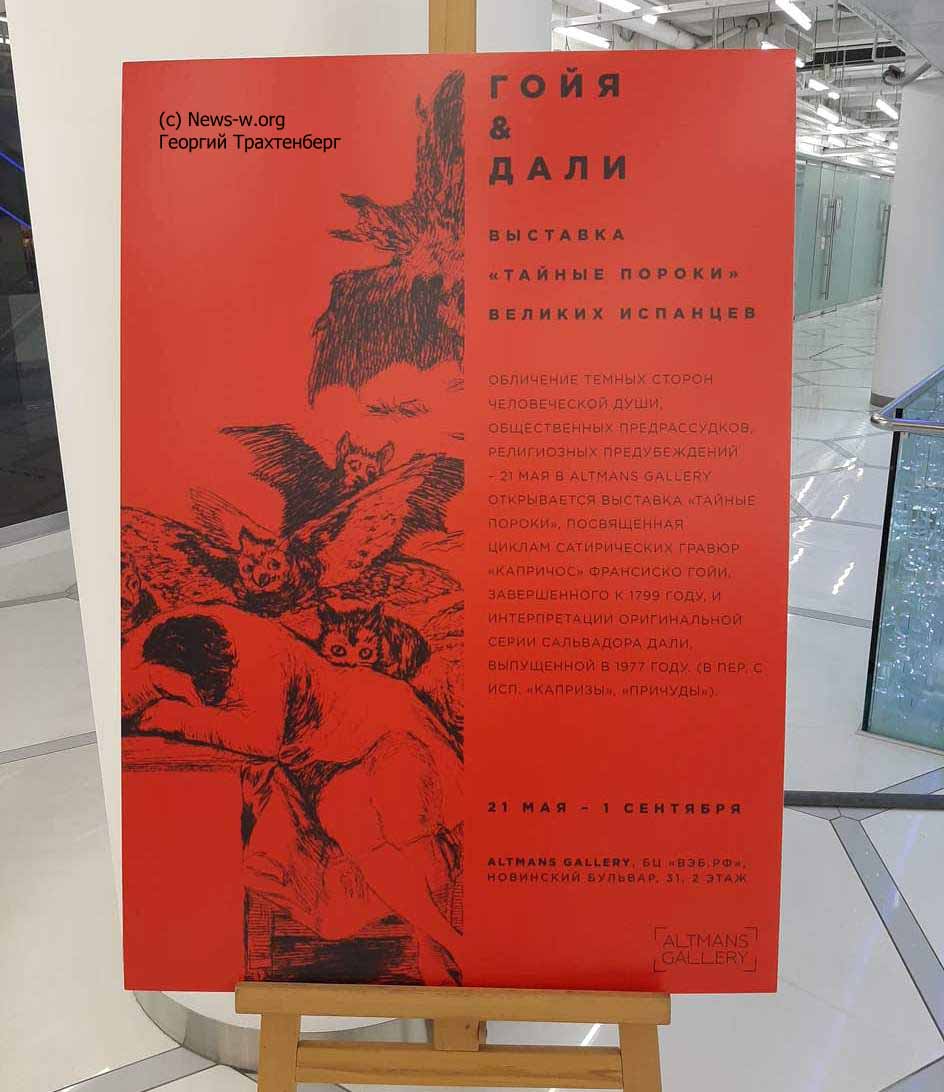 (c) News-w.org
Георгий Трахтенберг
ГОЙЯ
&
ДАЛИ
ВЫСТАВКА
«ТАЙНЫЕ ПОРОКИ»
ВЕЛИКИХ ИСПАНЦЕВ
ОБЛИЧЕНИЕ ТЕМНЫХ СТОРОН
ЧЕЛОВЕЧЕСКОЙ ДУШИ,
ОБЩЕСТВЕННЫХ ПРЕДРАССУДКОВ,
РЕЛИГИОЗНЫХ ПРЕДУБЕЖДЕНИЙ
– 21 МАЯ В ALTMANS GALLERY
ОТКРЫВАЕТСЯ ВЫСТАВКА «ТАЙНЫЕ
ПОРОКИ», ПОСВЯЩЕННАЯ
ЦИКЛАМ САТИРИЧЕСКИХ ГРАВЮР
«КАПРИЧОС» ФРАНСИСКО ГОЙИ,
ЗАВЕРШЕННОГО К 1799 ГОДУ, И
ИНТЕРПРЕТАЦИИ ОРИГИНАЛЬНОЙ
СЕРИИ САЛЬВАДОРА ДАЛИ,
ВЫПУЩЕННОЙ В 1977 ГОДУ. (В ПЕР. С
ИСП. «КАПРИЗЫ», «ПРИЧУДЫ»).
21 МАЯ – 1 СЕНТЯБРЯ
ALTMANS GALLERY, БЦ «ВЭБ.РФ»,
НОВИНСКИЙ БУЛЬВАР, 31, 2 ЭТАЖ
ALTMANS
GALLERY